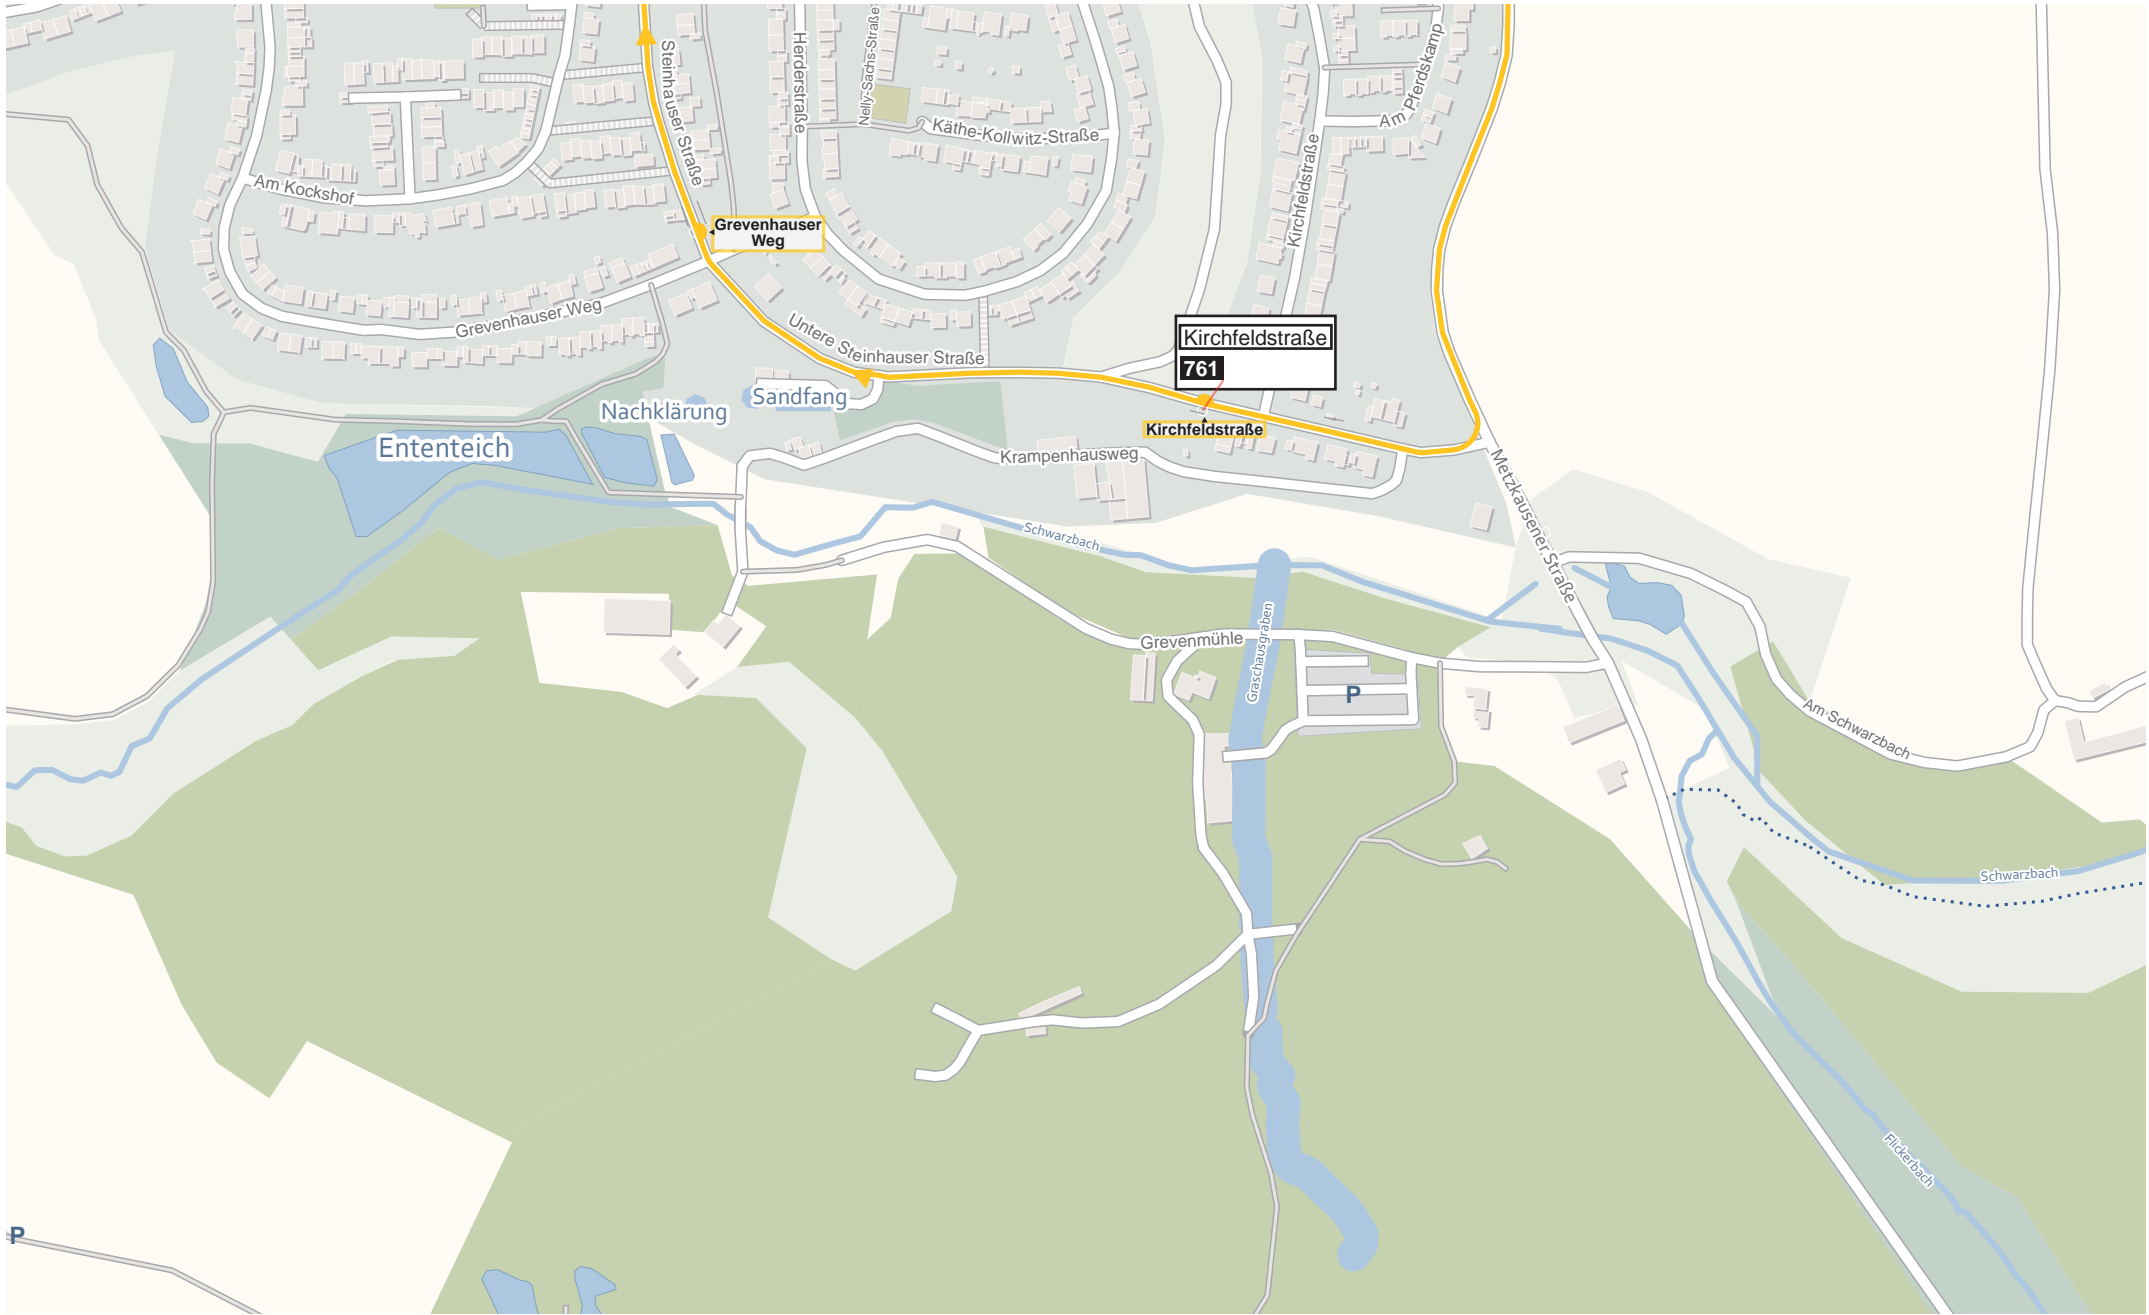 Steinhauser Straße
Herderstraße
Nelly-Sachs-Straße
Käthe-Kollwitz-Straße
Am Pferdskamp
Kirchfeldstraße
Am Kockshof
Grevenhauser
Weg
Grevenhauser Weg
Untere Steinhauser Straße
Kirchfeldstraße
761
Kirchfeldstraße
Sandfang
Nachklärung
Ententeich
Krampenhausweg
Metzkausener Straße
Schwarzbach
Graschausgraben
Grevenmühle
P
Am Schwarzbach
Schwarzbach
Flickerbach
P